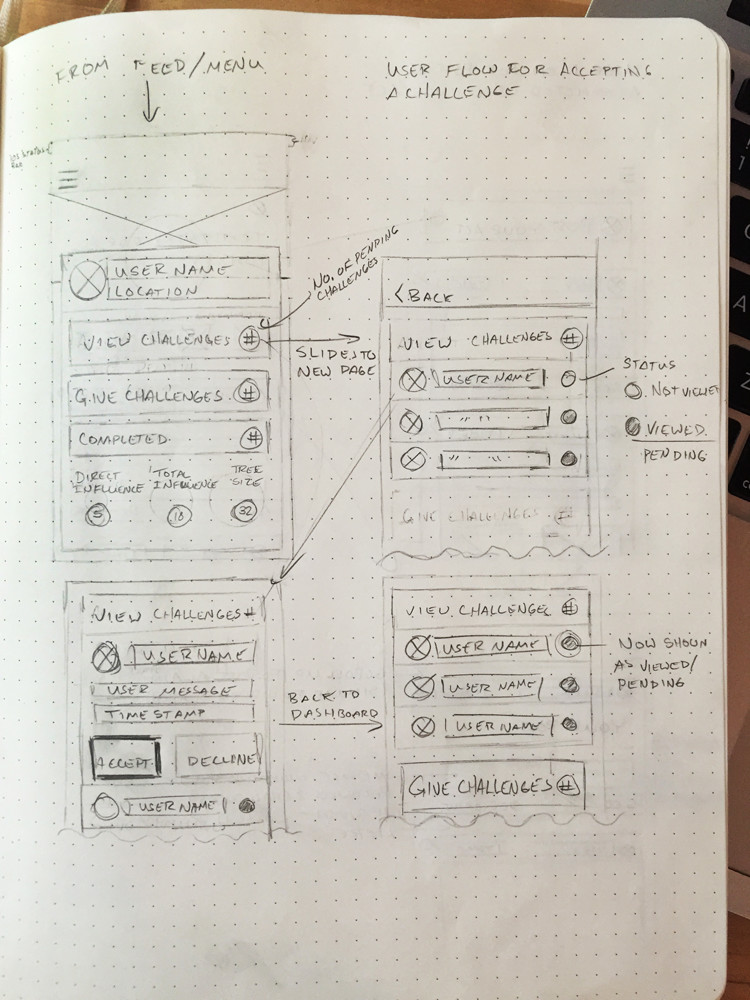 FROM FEED/MENU
USER FLOW FOR ACCEPTING
A CHALLENGE
USER NAME
LOCATION
NO. OF PENDING
CHALLENGES
VIEW CHALLENGES #
SLIDES TO
NEW PAGE
GIVE CHALLENGES #
COMPLETED #
DIRECT
INFLUENCE
TOTAL
INFLUENCE
TREE
SIZE
5
10
32
< BACK
VIEW CHALLENGES #
USER NAME
" "
" "
GIVE CHALLENGES #
STATUS
NOT VIEWED
VIEWED
PENDING
VIEW CHALLENGES #
USER NAME
USER MESSAGE
TIME STAMP
ACCEPT
DECLINE
USER NAME
BACK TO
DASHBOARD
VIEW CHALLENGE #
USER NAME
USER NAME
USER NAME
GIVE CHALLENGES #
NOW SHOWN
AS VIEWED/
PENDING